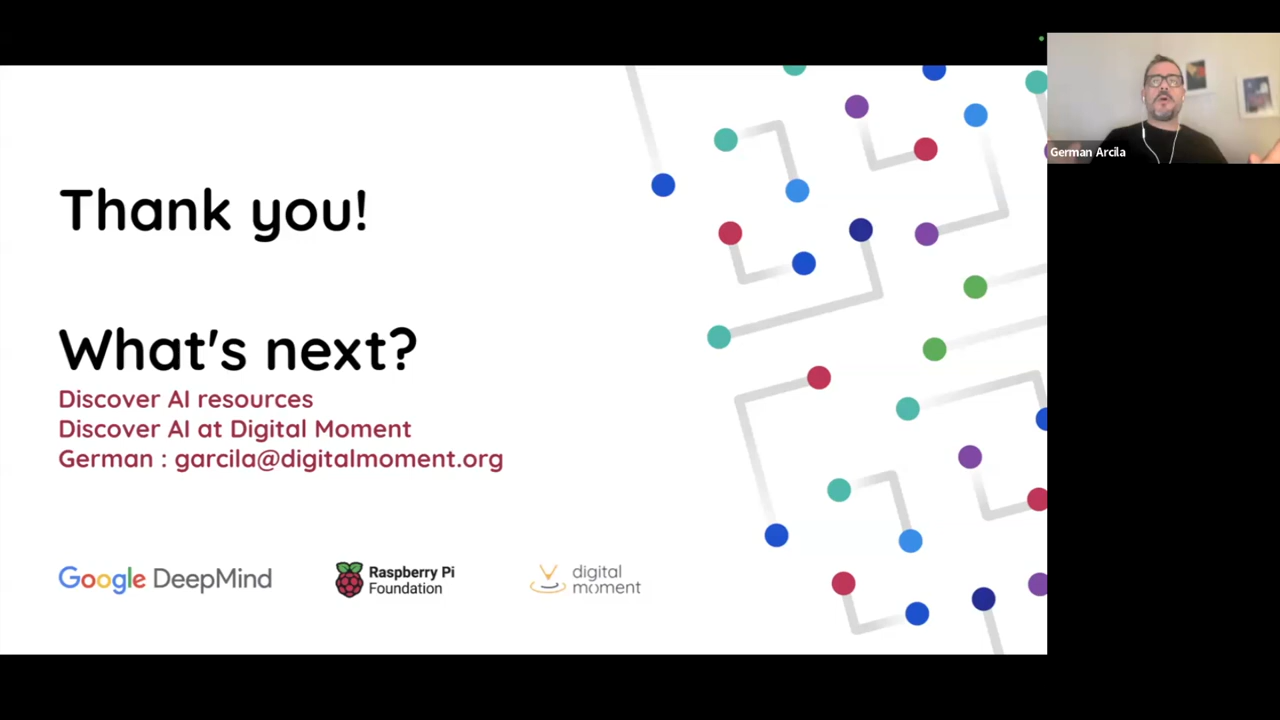 Thank you!
What's next?
Discover AI resources
Discover AI at Digital Moment
German : garcila@digitalmoment.org
Google DeepMind
Raspberry Pi
Foundation
digital
moment
German Arcila